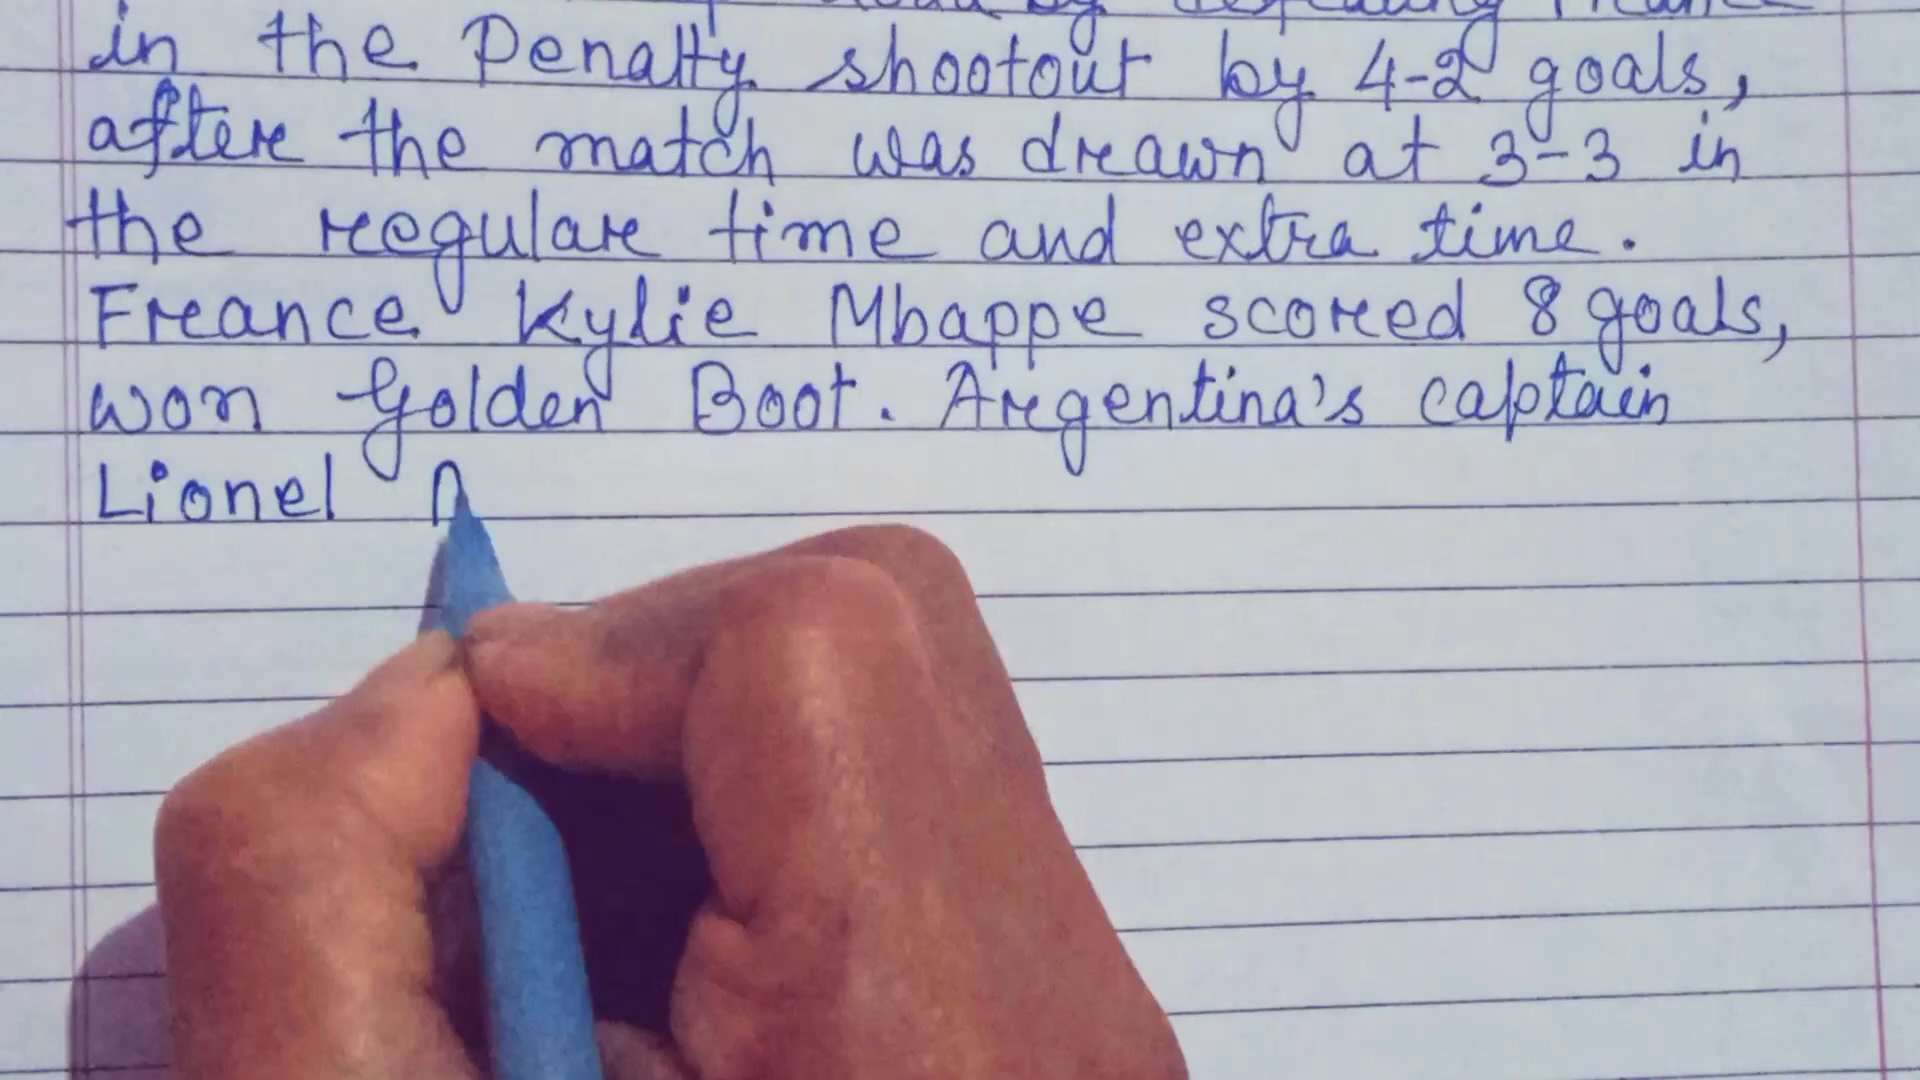 in the Penalty shootout by 4-2 goals,
after the match was drawn at 3-3 in
the regular time and extra time.
France Kylie Mbappe scored 8 goals,
won Golden Boot. Argentina's captain
Lionel